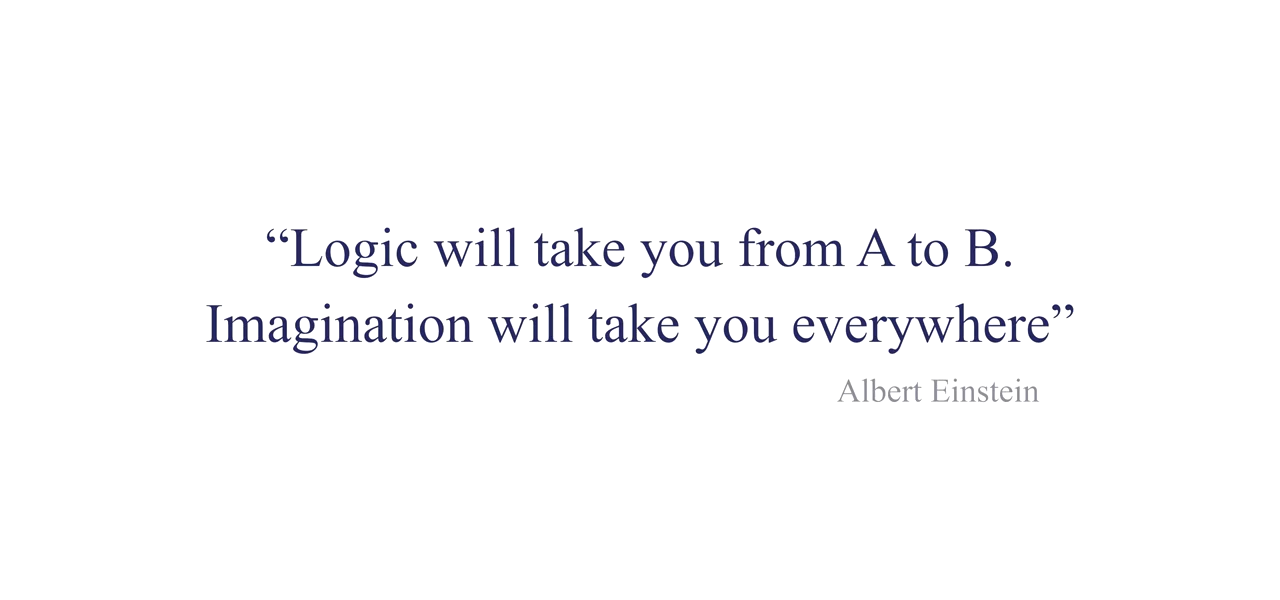 “Logic will take you from A to B.
Imagination will take you everywhere”
Albert Einstein